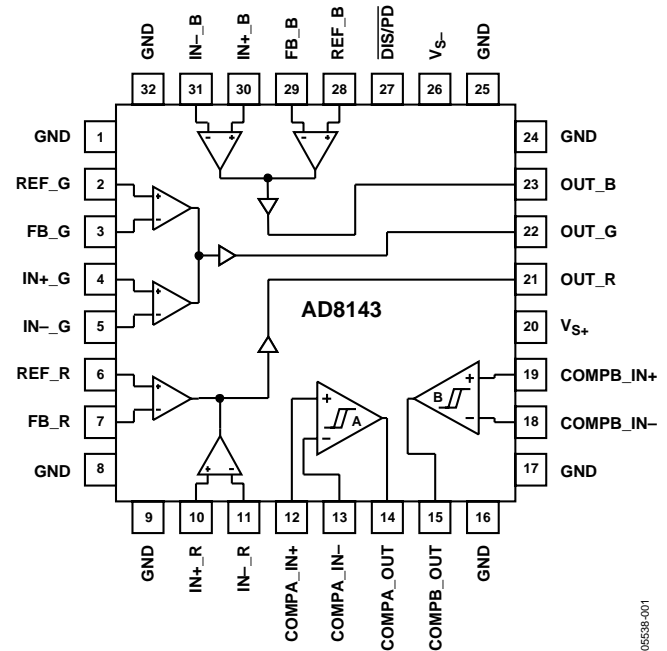 GND
IN–_B
IN+_B
FB_B
REF_B
DIS/PD
VS–
GND
32
31
30
29
28
27
26
25
GND 1
REF_G 2
FB_G 3
IN+_G 4
IN–_G 5
REF_R 6
FB_R 7
GND 8
– +
– +
+
–
+
–
+
–
+ –
AD8143
+
–
A
B
+
–
24 GND
23 OUT_B
22 OUT_G
21 OUT_R
20 VS+
19 COMPB_IN+
18 COMPB_IN–
17 GND
9
10
11
12
13
14
15
16
GND
IN+_R
IN–_R
COMPA_IN+
COMPA_IN–
COMPA_OUT
COMPB_OUT
GND
05538-001